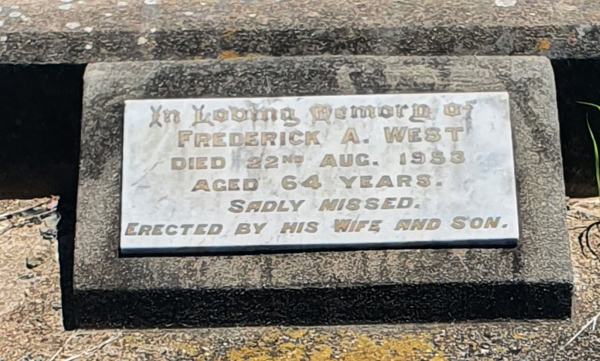 In Loving Memory of
FREDERICK A. WEST
DIED 22ND AUG. 1953
AGED 64 YEARS.
SADLY MISSED.
ERECTED BY HIS WIFE AND SON.